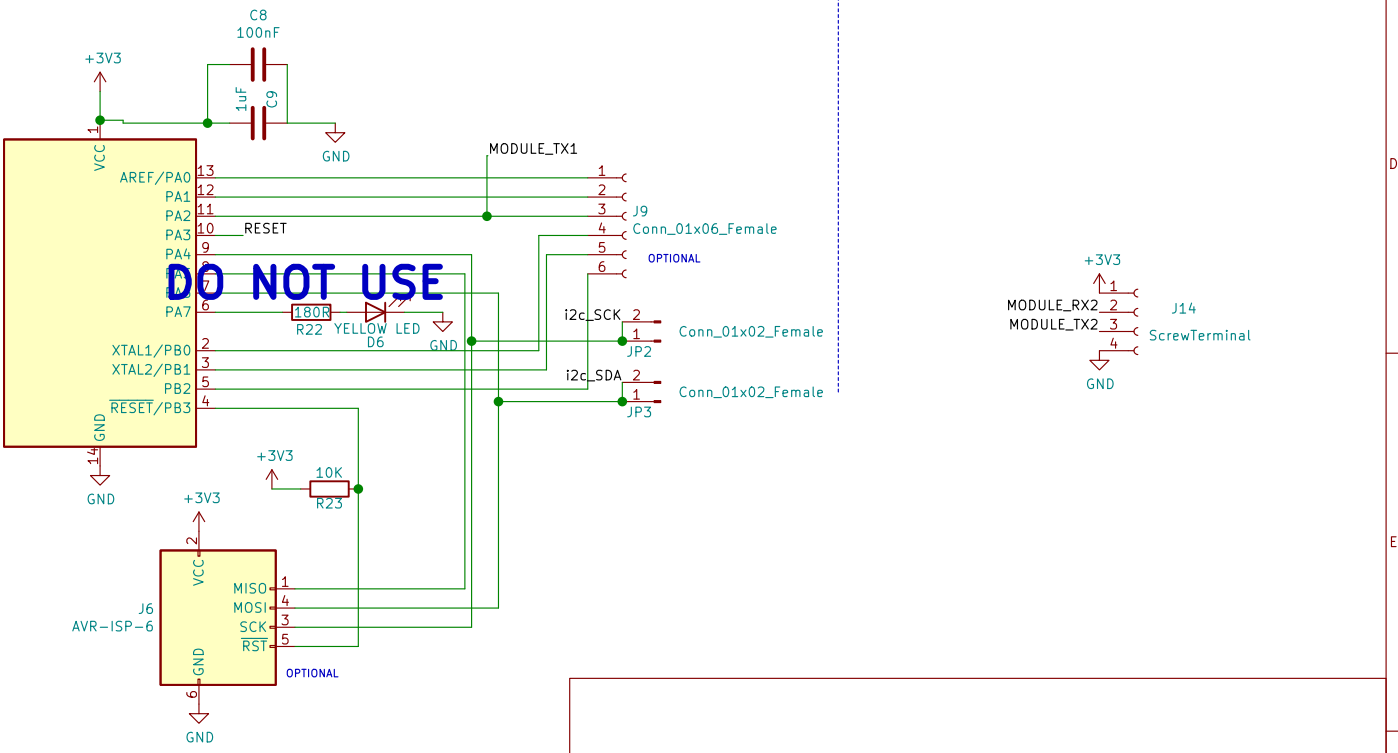 C8
100nF
+3V3
1uF
C9
GND
1
VCC
MODULE_TX1
AREF/PA0 13
PA1 12
PA2 11
PA3 10 RESET
PA4 9
PA7 6
XTAL1/PB0 2
XTAL2/PB1 3
PB2 5
RESET/PB3 4
DO NOT USE
GND
14
GND
180R
R22
YELLOW LED
D6
GND
1
2
3
4
5
6
J9
Conn_01x06_Female
OPTIONAL
i2c_SCK 2
1
JP2
Conn_01x02_Female
i2c_SDA 2
1
JP3
Conn_01x02_Female
+3V3
10K
R23
+3V3
2
VCC
J6
AVR-ISP-6
MISO 1
MOSI 4
SCK 3
RST 5
GND
6
GND
OPTIONAL
+3V3
1
MODULE_RX2 2
MODULE_TX2 3
4
GND
J14
ScrewTerminal
D
E